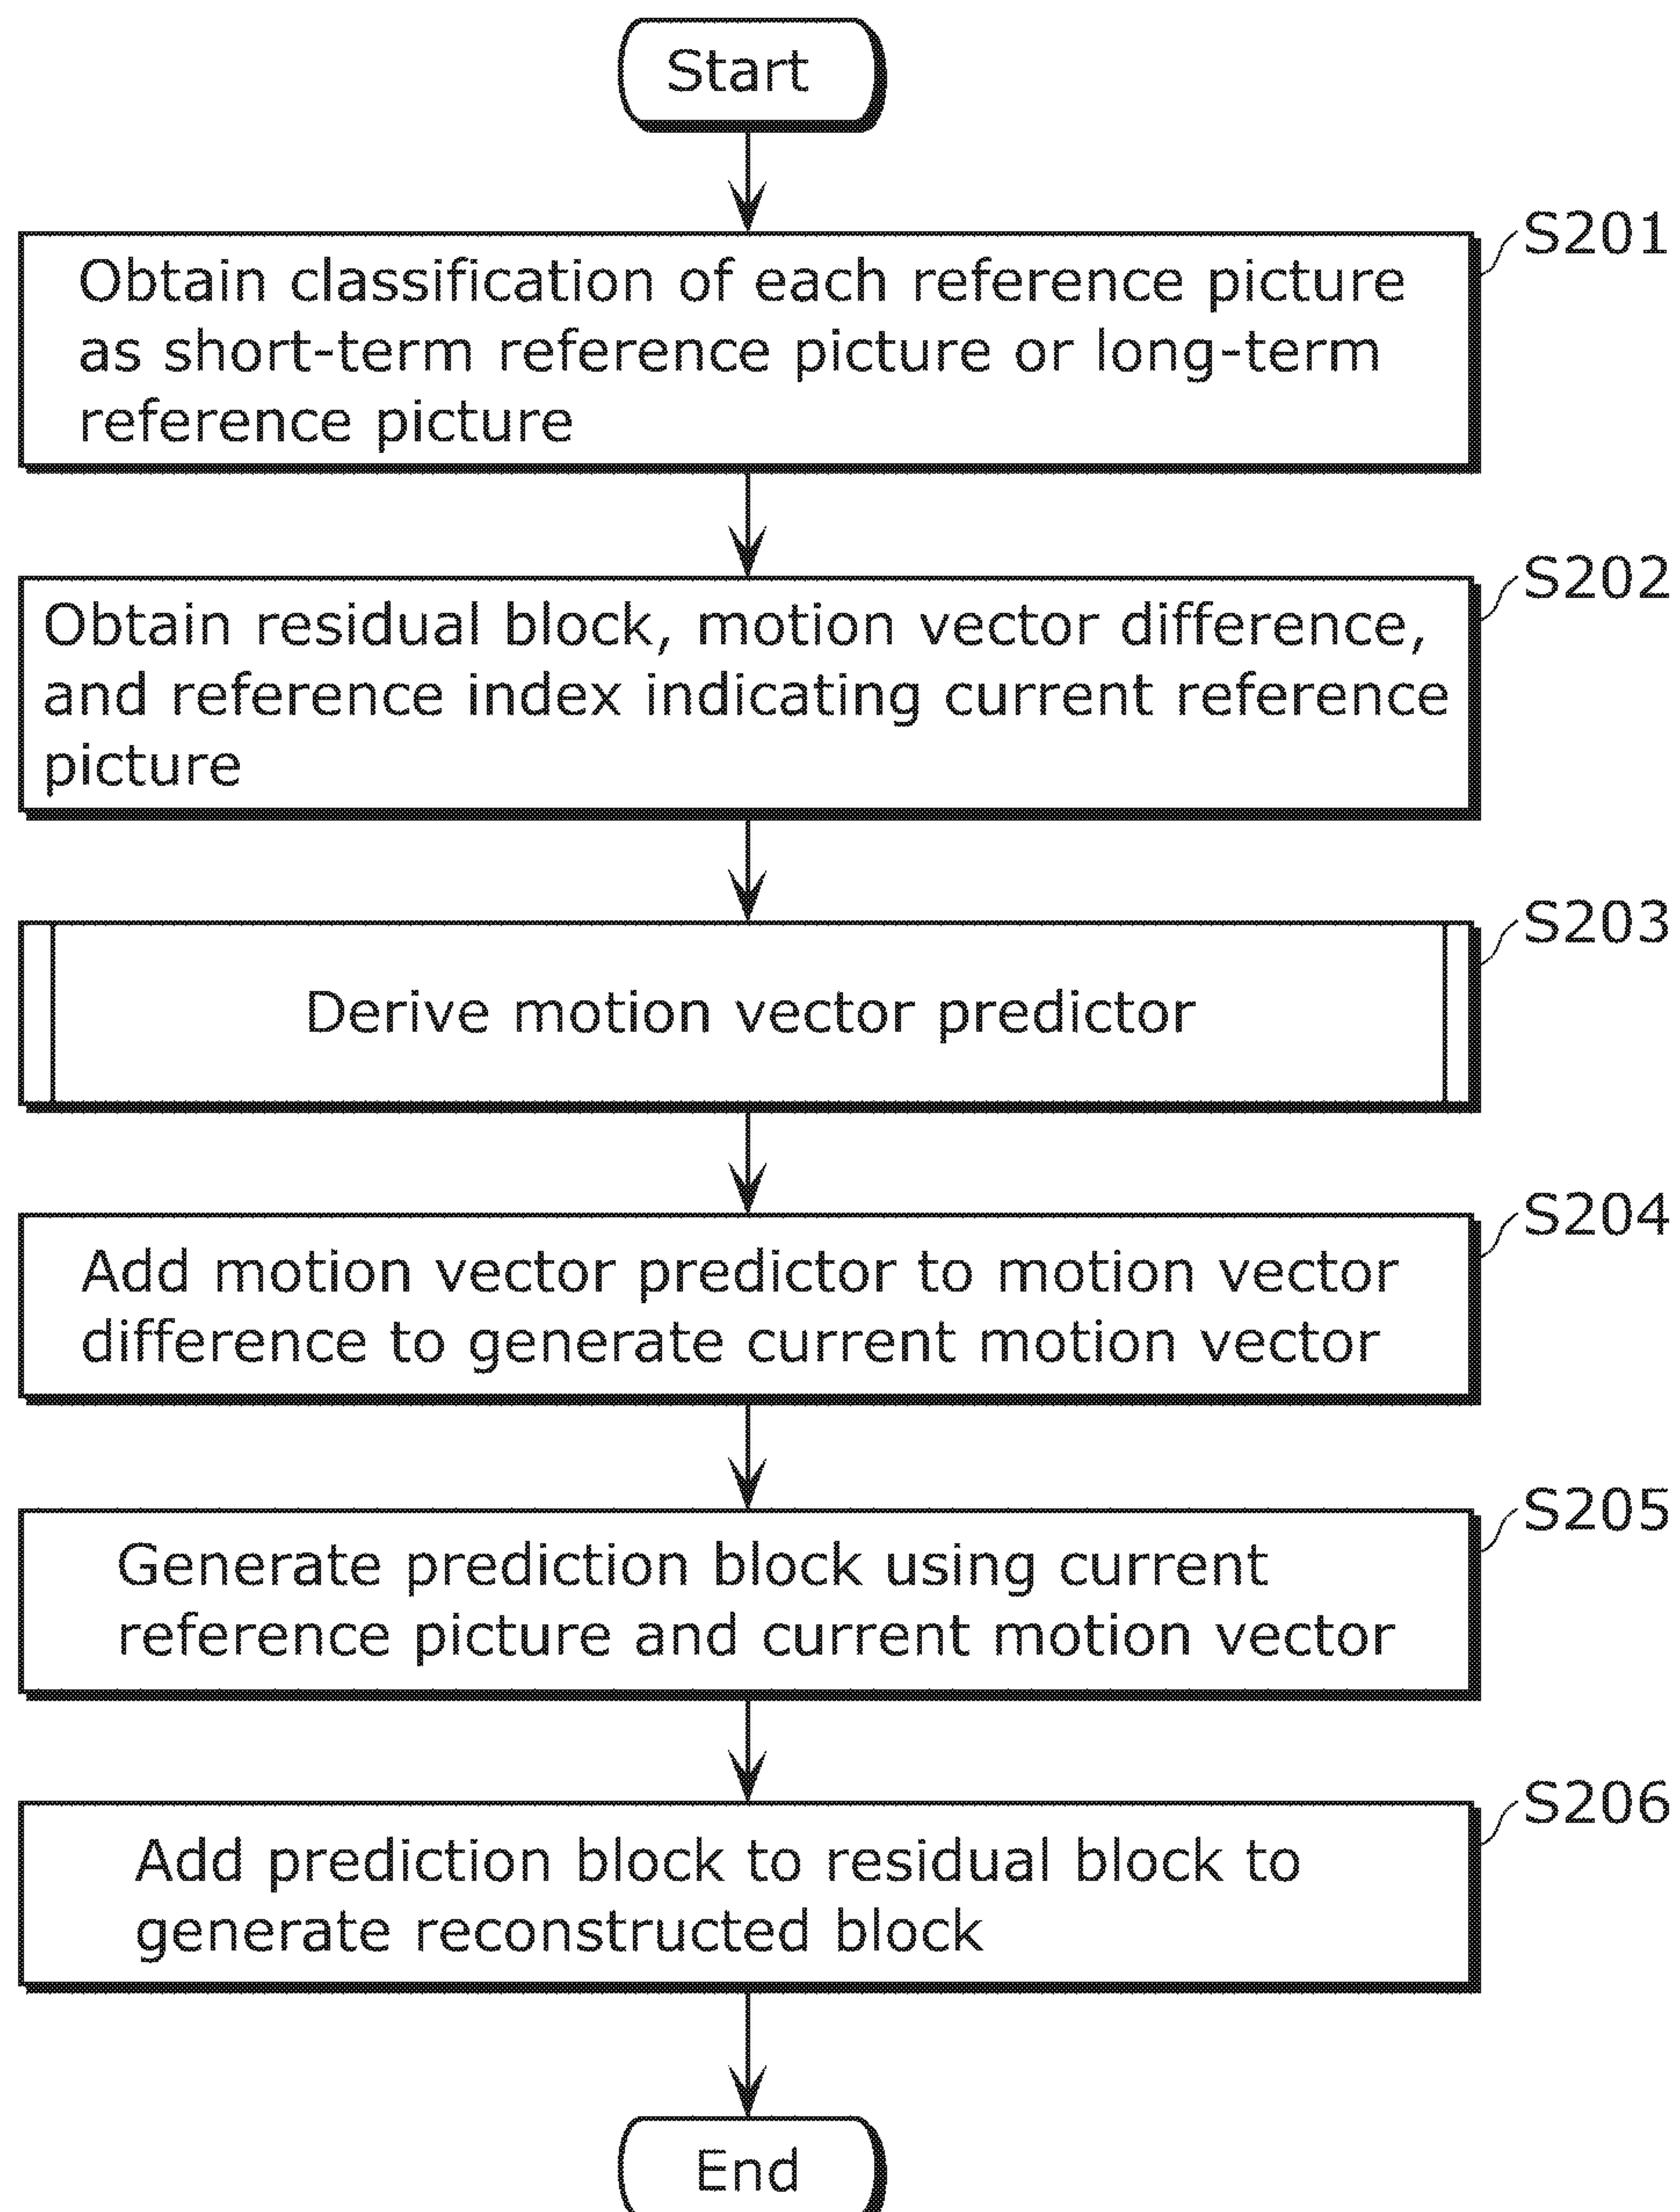 Start
S201
Obtain classification of each reference picture
as short-term reference picture or long-term
reference picture
S202
Obtain residual block, motion vector difference,
and reference index indicating current reference
picture
S203
Derive motion vector predictor
S204
Add motion vector predictor to motion vector
difference to generate current motion vector
S205
Generate prediction block using current
reference picture and current motion vector
S206
Add prediction block to residual block to
generate reconstructed block
End